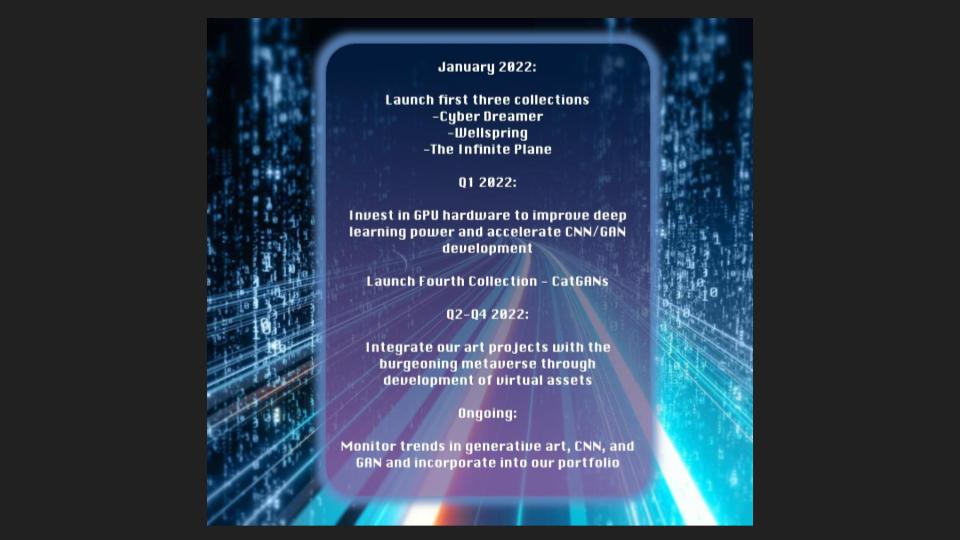 January 2022:
Launch first three collections
-Cyber Dreamer
-Wellspring
-The Infinite Plane
Q1 2022:
Invest in GPU hardware to improve deep
learning power and accelerate CNN/GAN
development
Launch Fourth Collection - CatGANs
Q2-Q4 2022:
Integrate our art projects with the
burgeoning metaverse through
development of virtual assets
Ongoing:
Monitor trends in generative art, CNN, and
GAN and incorporate into our portfolio